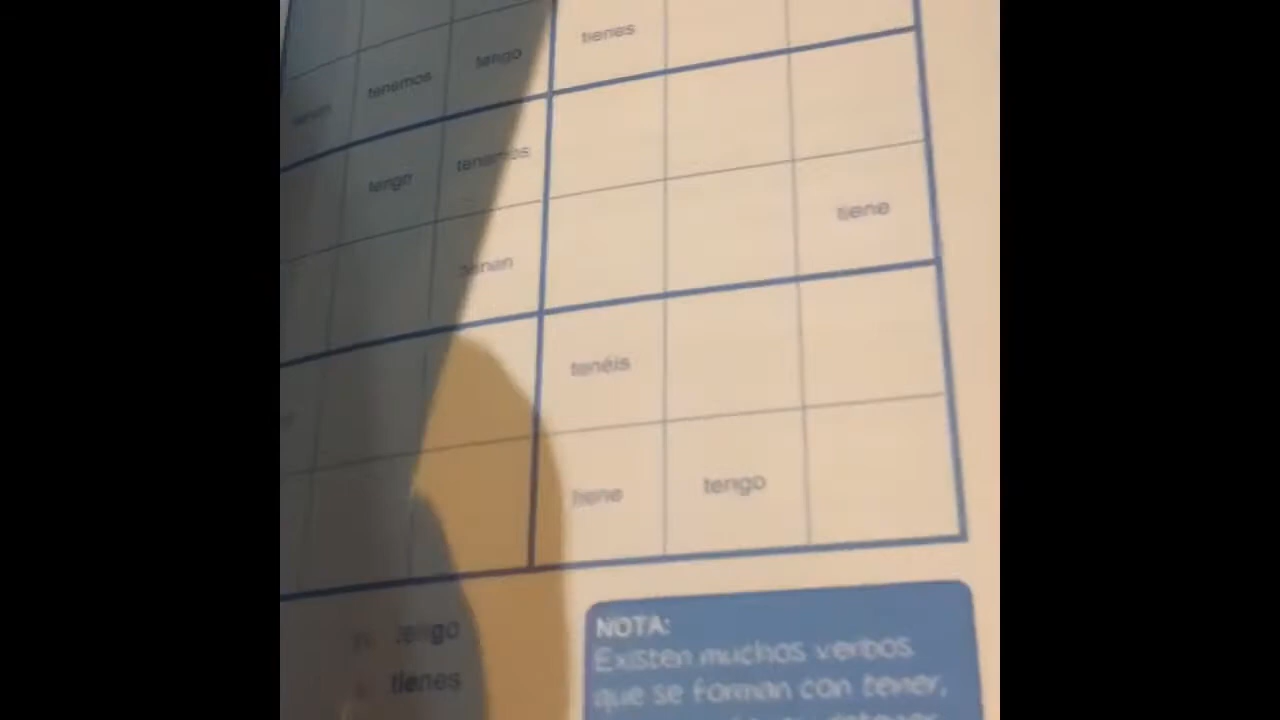 tienes
tenemos tengo
tengo tenemos
tiene
tenéis
tiene tengo
tengo
tienes
NOTA:
Existen muchos verbos
que se forman con tener,